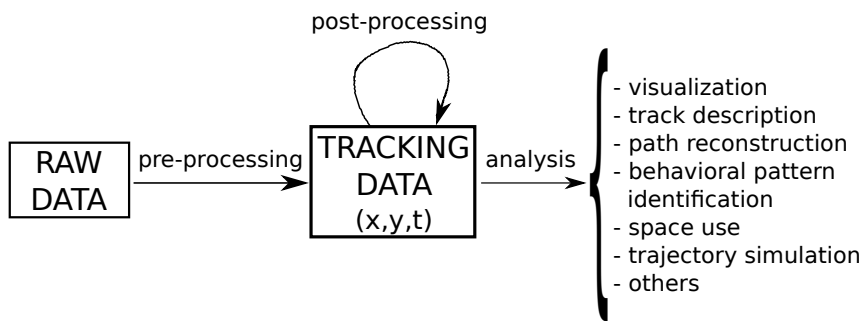 post-processing
RAW
DATA
pre-processing
TRACKING
DATA
(x,y,t)
analysis
- visualization
- track description
- path reconstruction
- behavioral pattern
identification
- space use
- trajectory simulation
- others